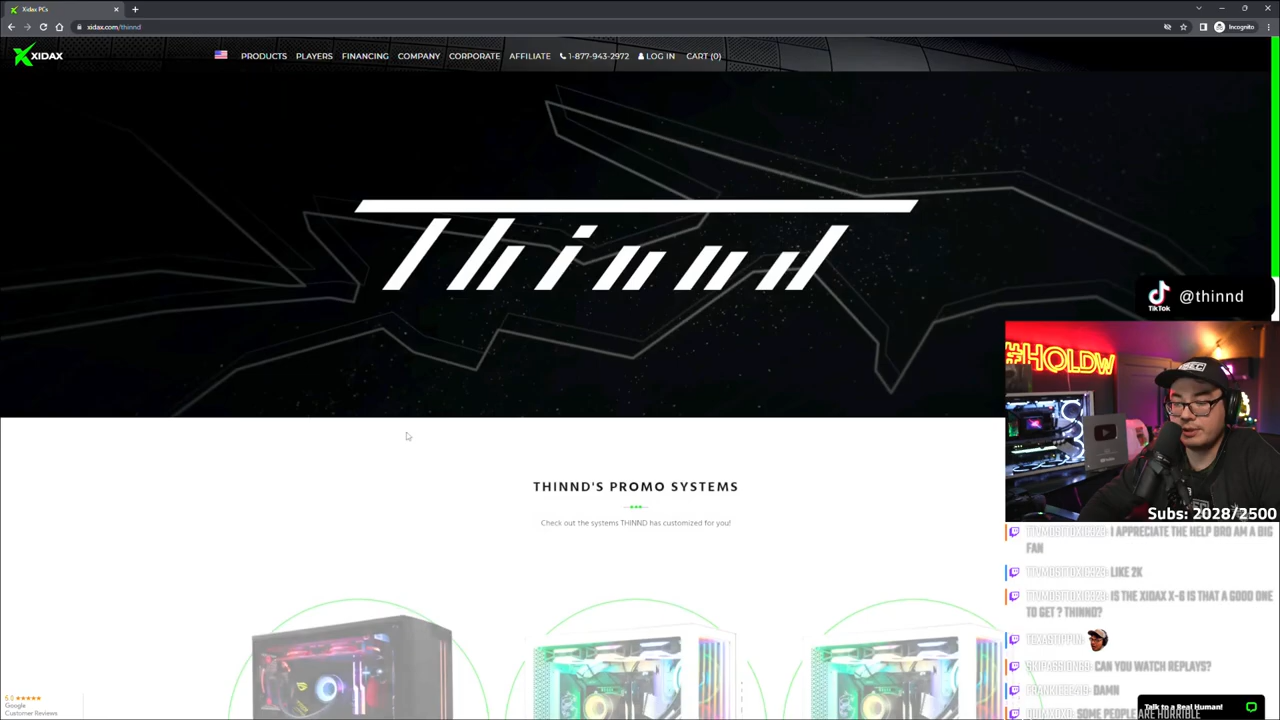 Xidax PCs
xidax.com/thinnd
Incognito
XIDAX
PRODUCTS PLAYERS FINANCING COMPANY CORPORATE AFFILIATE 1-877-943-2972 LOG IN CART (0)
Thinnd
TikTok @thinnd
#HOLDW
THINND'S PROMO SYSTEMS
Check out the systems THINND has customized for you!
Subs: 2028/2500
I APPRECIATE THE HELP BRO AM A BIG
FAN
LIKE 2K
IS THE XIDAX X-6 IS THAT A GOOD ONE
TO GET ? THINND?
CAN YOU WATCH REPLAYS?
DAMN
SOME PEOPLE ARE HORRIBLE
5.0 ★★★★★
Google
Customer Reviews
Talk to a Real Human!